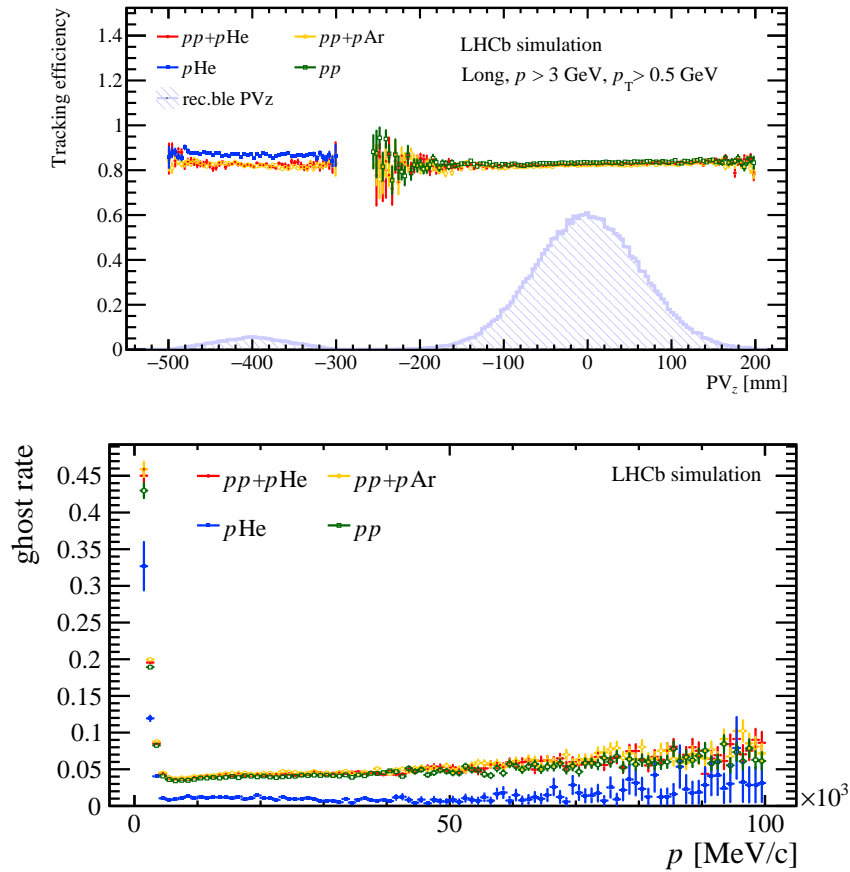 Tracking efficiency
1.4
1.2
1
0.8
0.6
0.4
0.2
0
pp+pHe
pp+pAr
pHe
pp
rec.ble PVz
LHCb simulation
Long, p > 3 GeV, p_T > 0.5 GeV
−500 −400 −300 −200 −100 0 100 200
PV_z [mm]
ghost rate
0.45
0.4
0.35
0.3
0.25
0.2
0.15
0.1
0.05
0
pp+pHe
pp+pAr
LHCb simulation
pHe
pp
0 50 100
×10³
p [MeV/c]